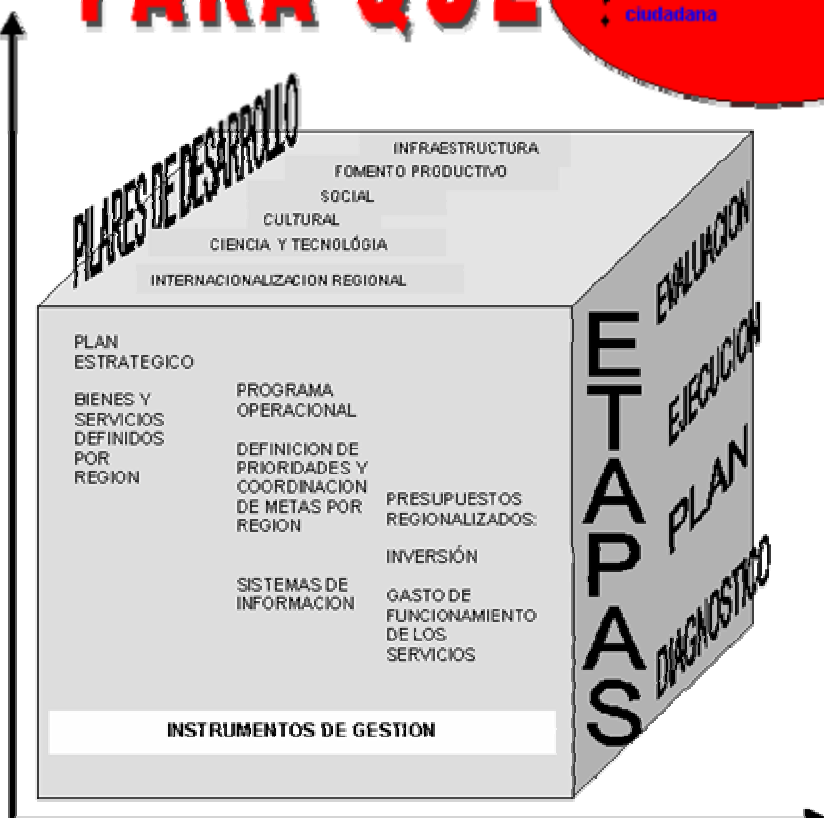 PARA QUE
ciudadana
PILARES DE DESARROLLO
INFRAESTRUCTURA
FOMENTO PRODUCTIVO
SOCIAL
CULTURAL
CIENCIA Y TECNOLÓGIA
INTERNACIONALIZACION REGIONAL
PLAN
ESTRATEGICO
BIENES Y
SERVICIOS
DEFINIDOS
POR
REGION
PROGRAMA
OPERACIONAL
DEFINICION DE
PRIORIDADES Y
COORDINACION
DE METAS POR
REGION
SISTEMAS DE
INFORMACION
PRESUPUESTOS
REGIONALIZADOS:
INVERSIÓN
GASTO DE
FUNCIONAMIENTO
DE LOS
SERVICIOS
INSTRUMENTOS DE GESTION
ETAPAS
EVALUACION
EJECUCION
PLAN
DIAGNOSTICO